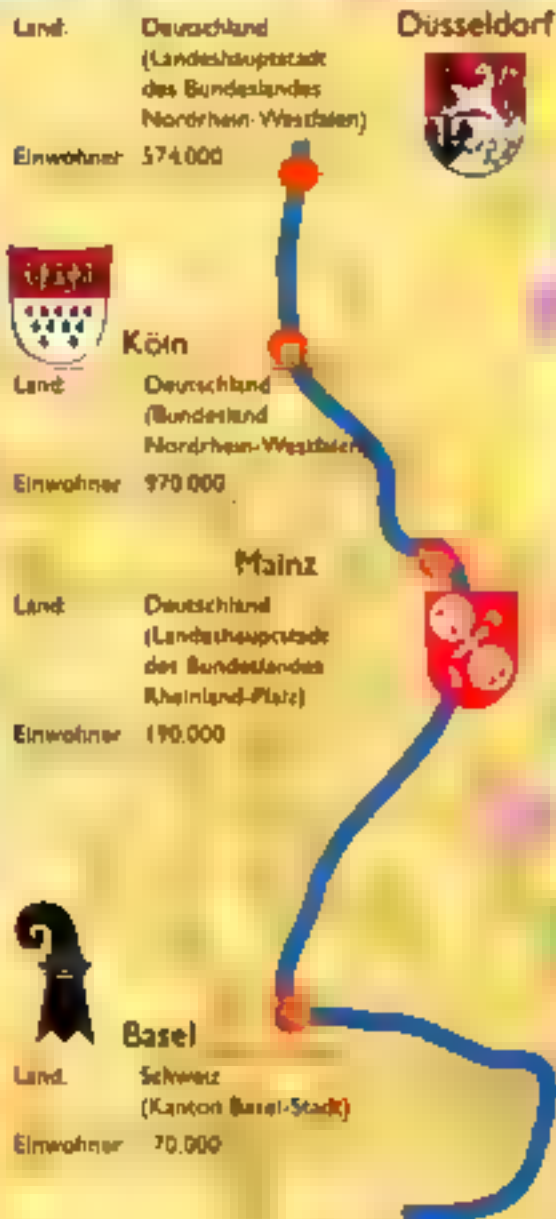 Düsseldorf
Land: Deutschland
(Landeshauptstadt
des Bundeslandes
Nordrhein-Westfalen)
Einwohner 574.000
Köln
Land: Deutschland
(Bundesland
Nordrhein-Westfalen
Einwohner 970.000
Mainz
Land: Deutschland
(Landeshauptstadt
des Bundeslandes
Rheinland-Pfalz)
Einwohner 190.000
Basel
Land: Schweiz
(Kanton Basel-Stadt)
Einwohner 70.000